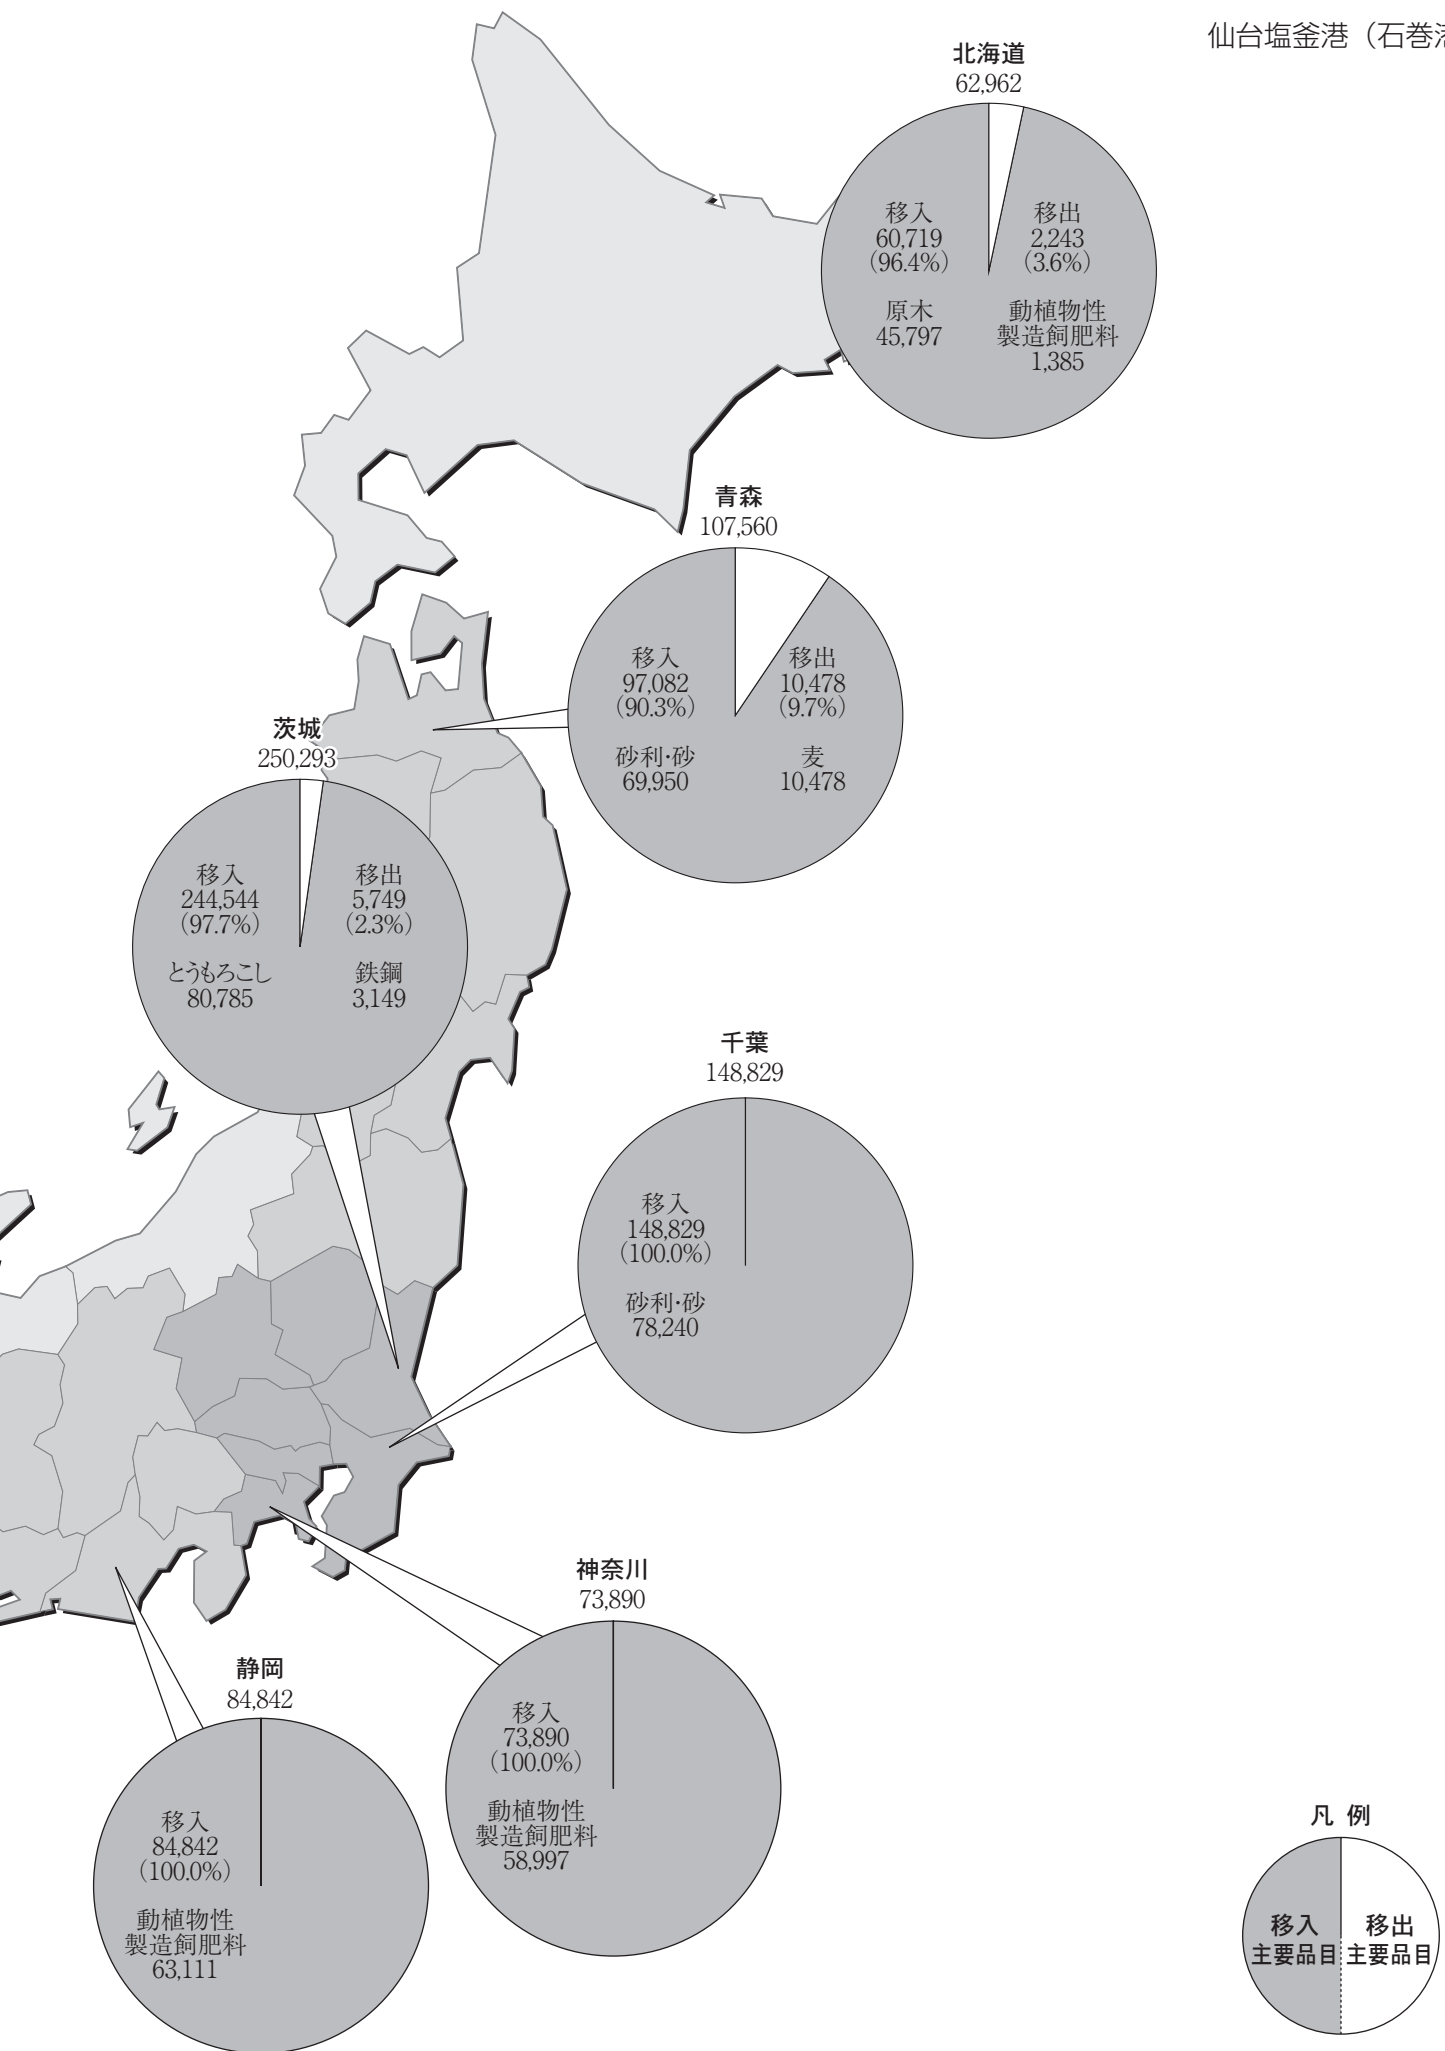 仙台塩釜港（石巻港
北海道
62,962
移入
60,719
（96.4%）
原木
45,797
移出
2,243
（3.6%）
動植物性
製造飼肥料
1,385
青森
107,560
移入
97,082
（90.3%）
砂利・砂
69,950
移出
10,478
（9.7%）
麦
10,478
茨城
250,293
移入
244,544
（97.7%）
とうもろこし
80,785
移出
5,749
（2.3%）
鉄鋼
3,149
千葉
148,829
移入
148,829
（100.0%）
砂利・砂
78,240
神奈川
73,890
移入
73,890
（100.0%）
動植物性
製造飼肥料
58,997
静岡
84,842
移入
84,842
（100.0%）
動植物性
製造飼肥料
63,111
凡 例
移入
主要品目
移出
主要品目